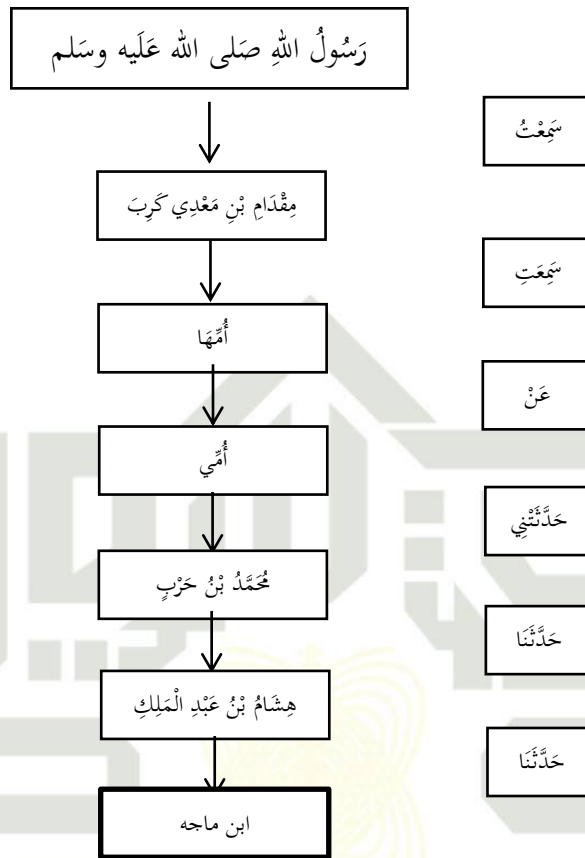 رَسُولُ اللهِ صَلى الله عَلَيه وسَلم
سَمِعْتُ
مِقْدَامِ بْنِ مَعْدِي كَرِبَ
سَمِعَتِ
أُمِّهَا
عَنْ
أُمِّي
حَدَّثَتْنِي
مُحَمَّدُ بْنُ حَرْبٍ
حَدَّثَنَا
هِشَامُ بْنُ عَبْدِ الْمَلِكِ
حَدَّثَنَا
ابن ماجه